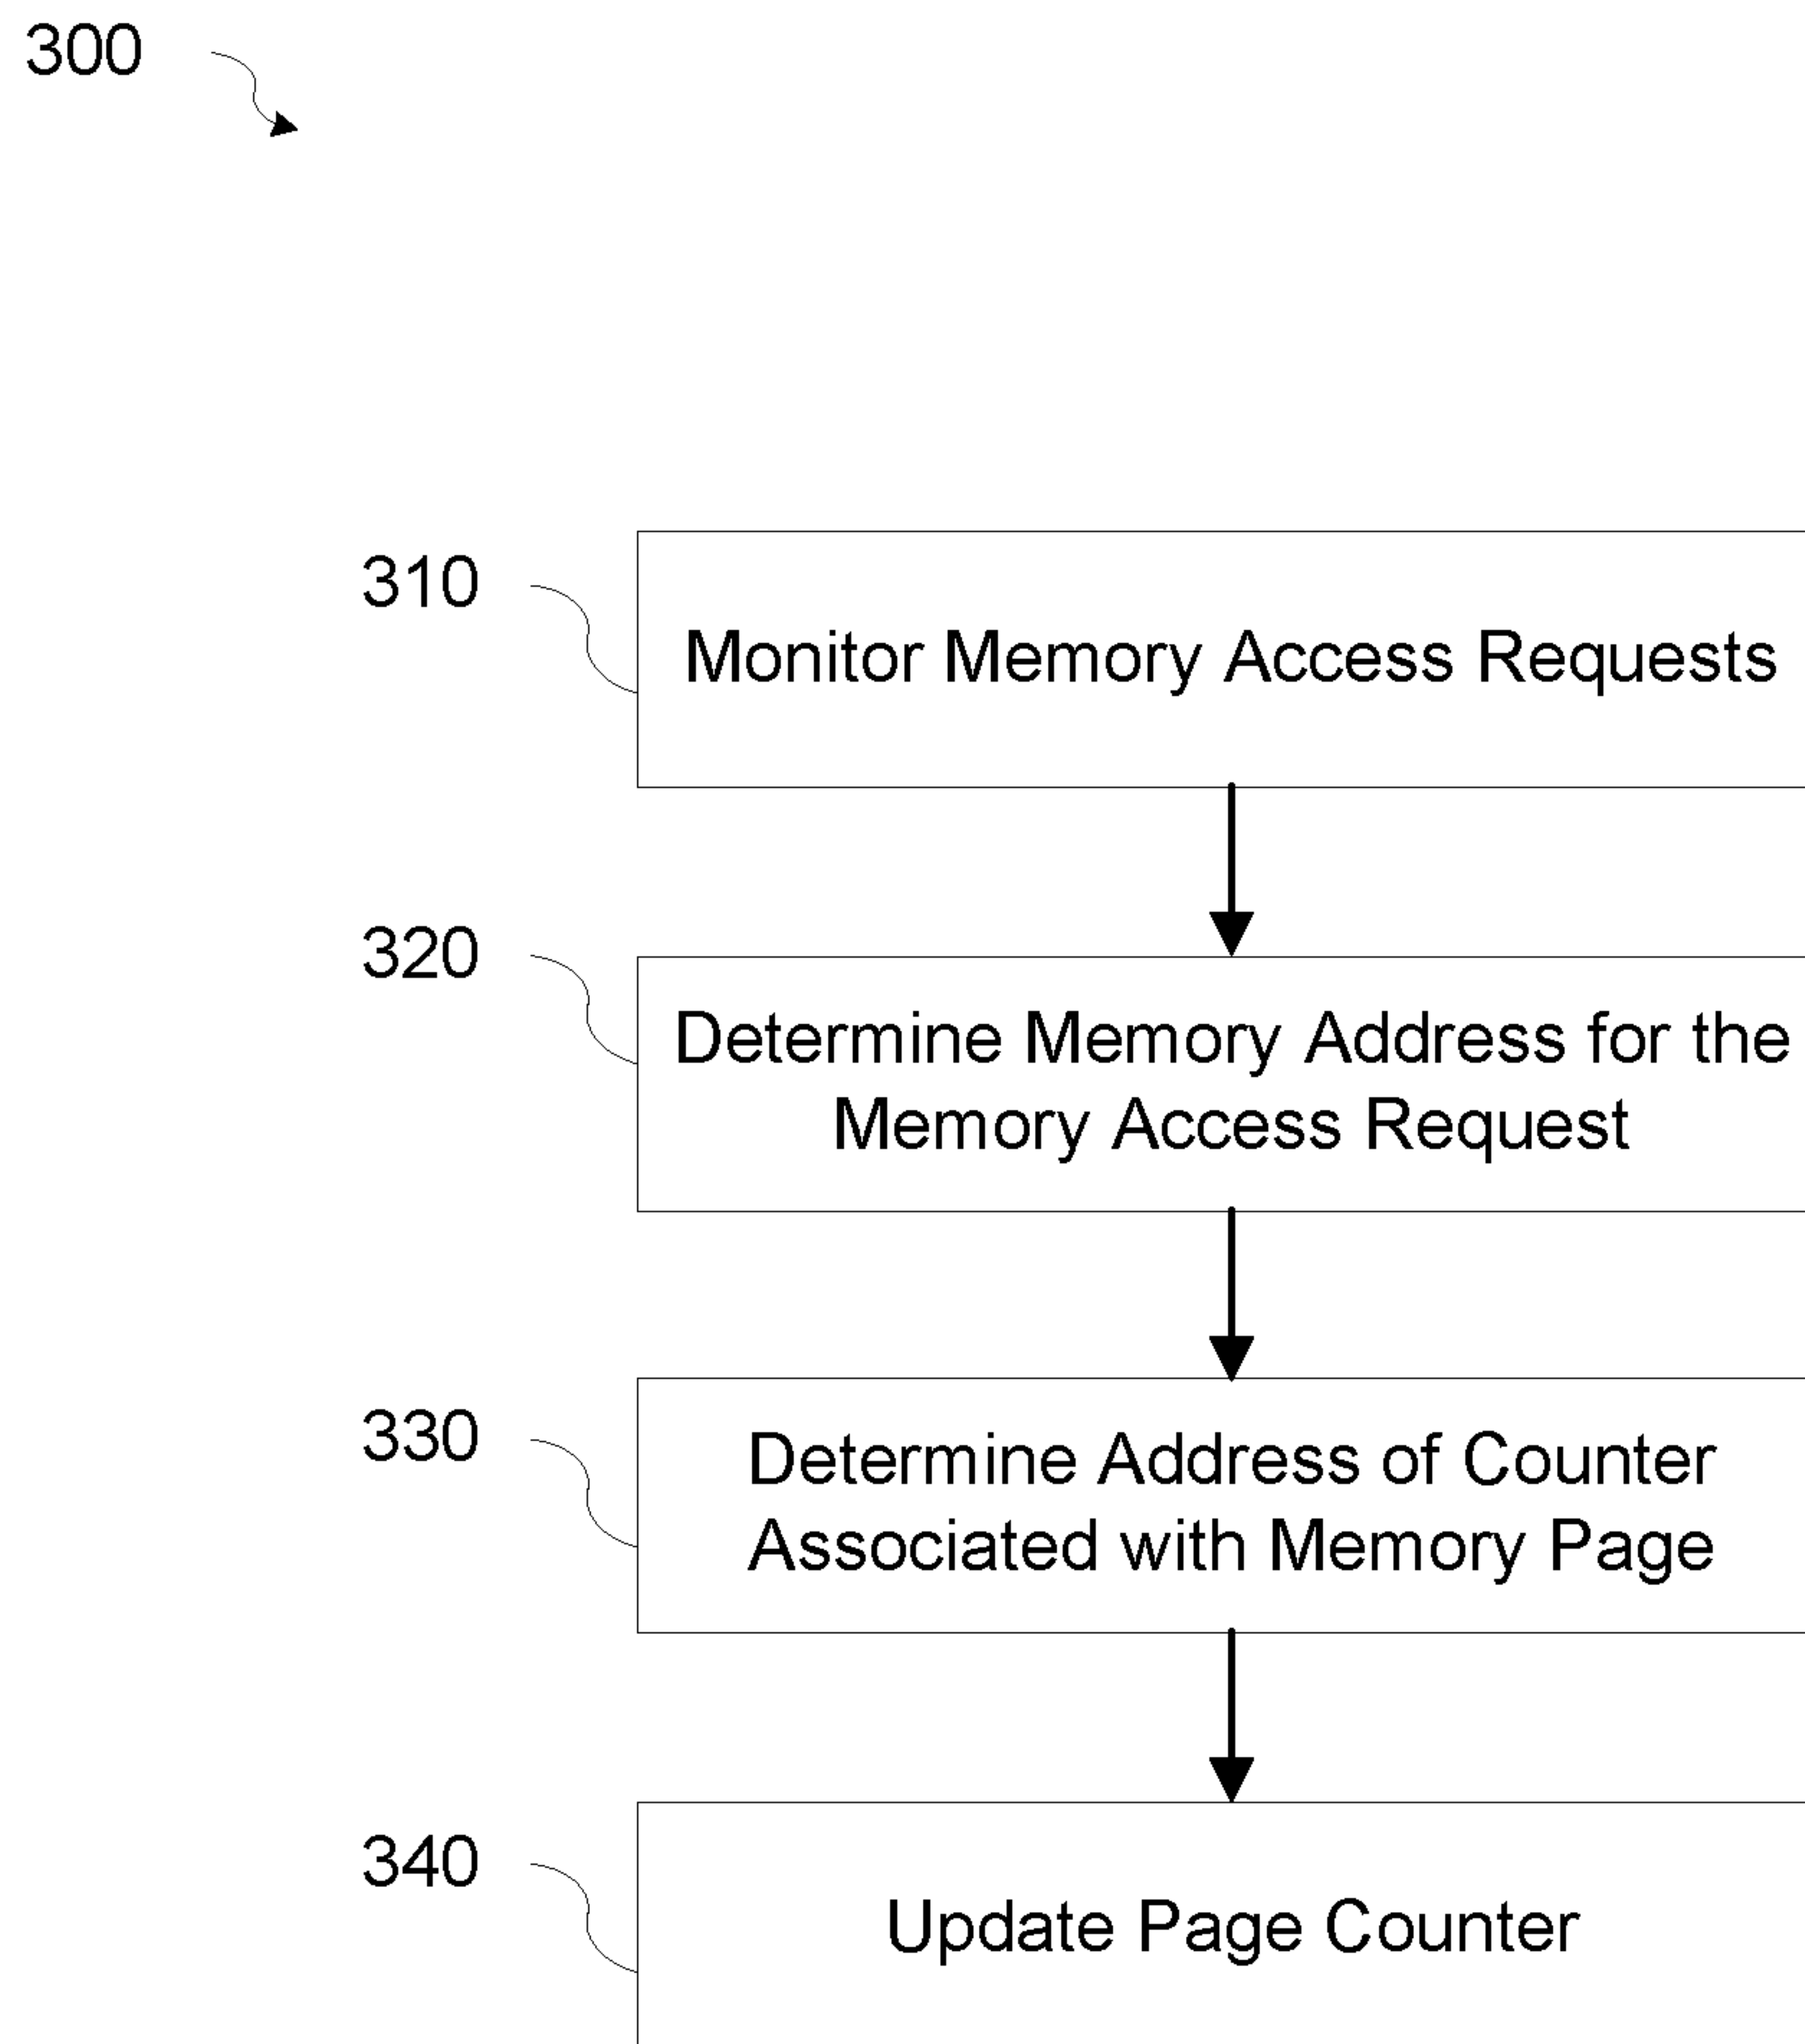 300
310
Monitor Memory Access Requests
320
Determine Memory Address for the
Memory Access Request
330
Determine Address of Counter
Associated with Memory Page
340
Update Page Counter